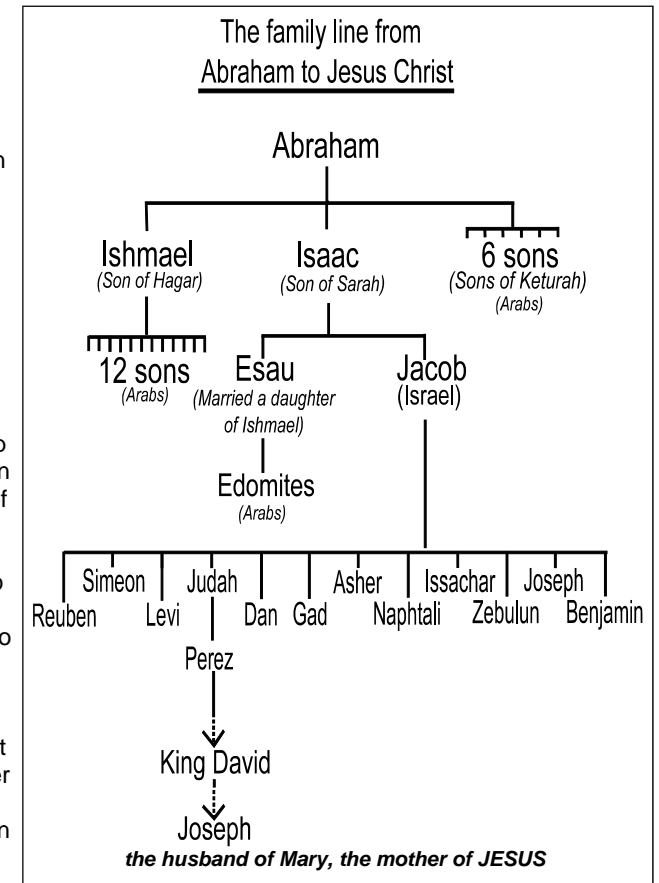 The family line from
Abraham to Jesus Christ
Abraham
Ishmael
(Son of Hagar)
Isaac
(Son of Sarah)
6 sons
(Sons of Keturah)
(Arabs)
12 sons
(Arabs)
Esau
(Married a daughter
of Ishmael)
Jacob
(Israel)
Edomites
(Arabs)
Simeon Judah Asher Issachar Joseph
Reuben Levi Dan Gad Naphtali Zebulun Benjamin
Perez
King David
Joseph
the husband of Mary, the mother of JESUS